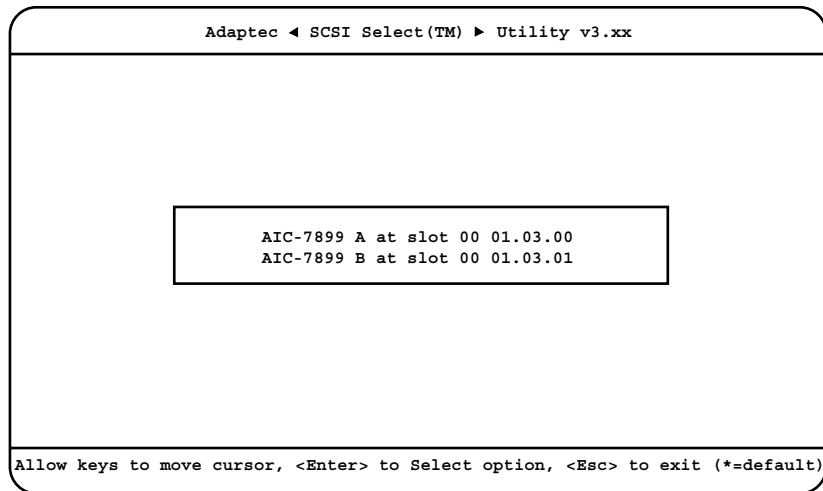 Adaptec ◄ SCSI Select(TM) ► Utility v3.xx
AIC-7899 A at slot 00 01.03.00
AIC-7899 B at slot 00 01.03.01
Allow keys to move cursor, <Enter> to Select option, <Esc> to exit (*=default)